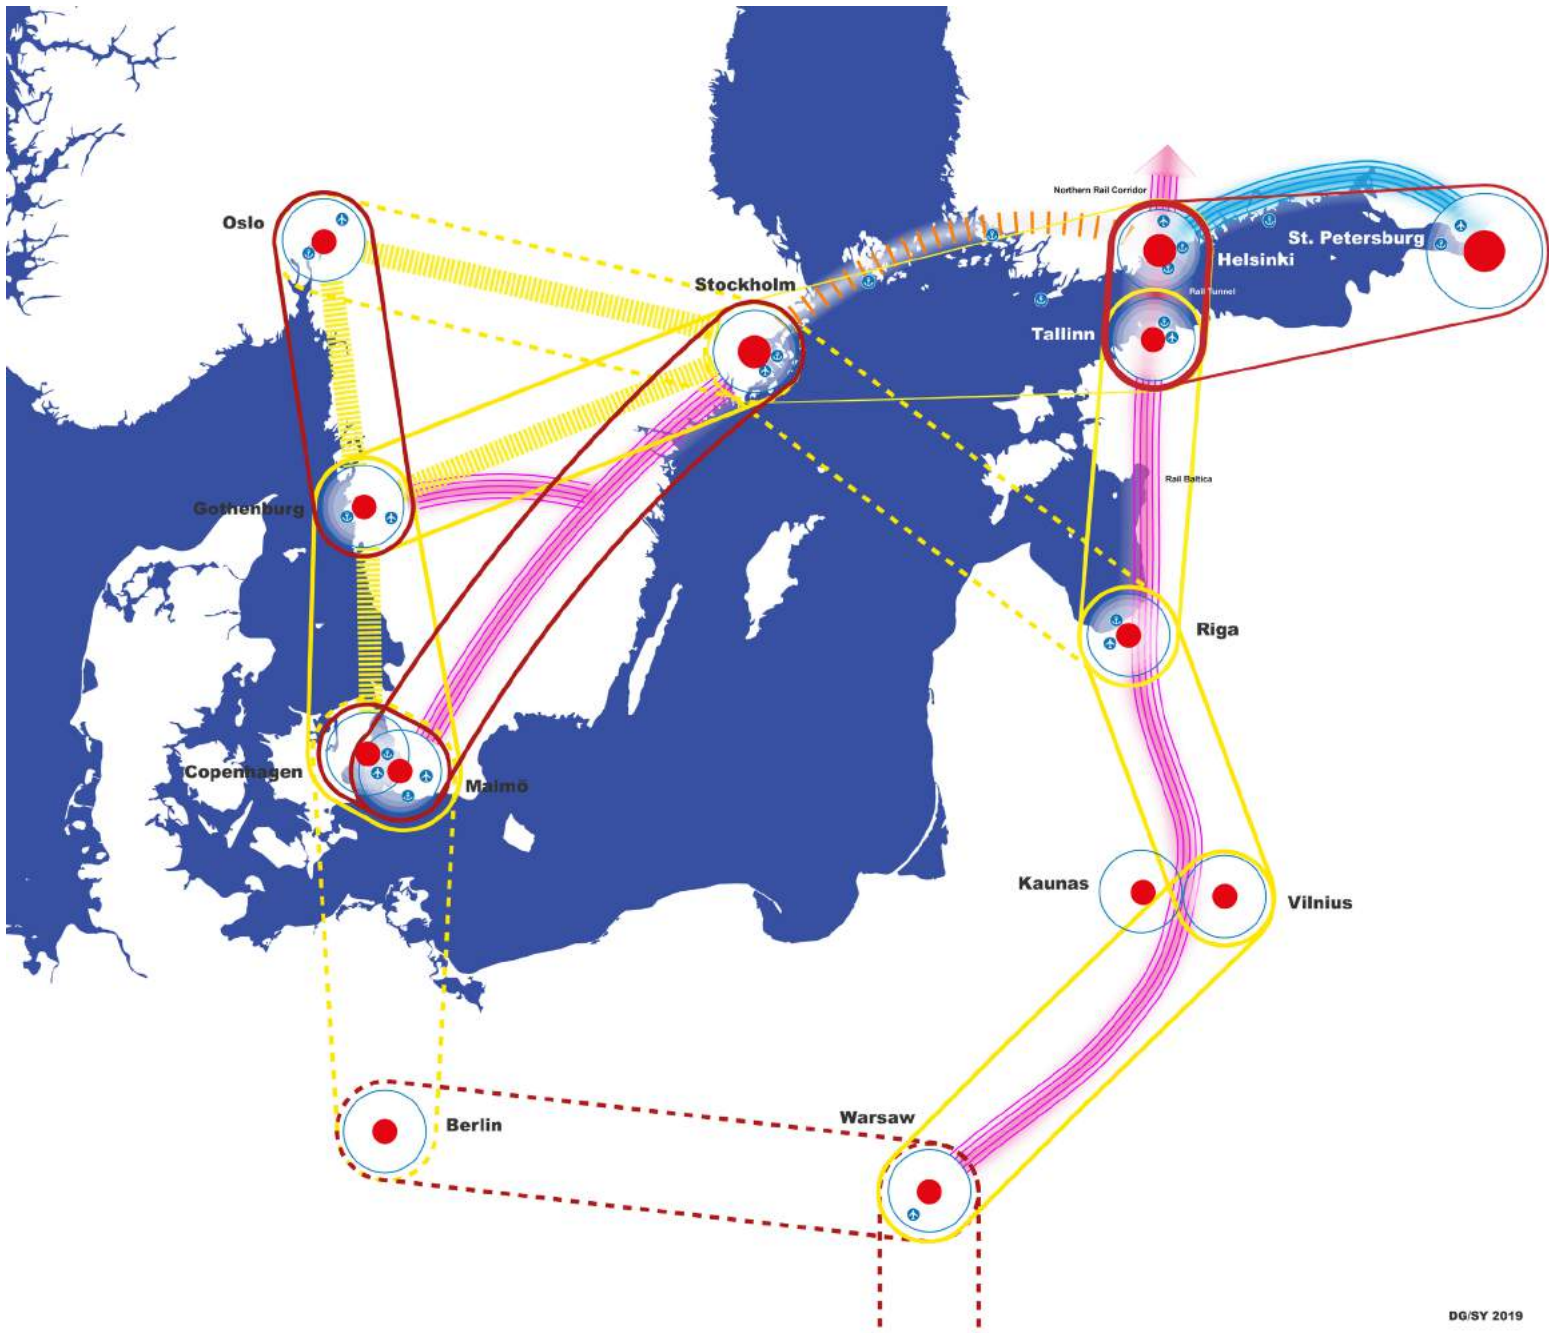 Northern Rail Corridor
Oslo
St. Petersburg
Helsinki
Stockholm
Rail Tunnel
Tallinn
Rail Baltica
Gothenburg
Riga
Copenhagen
Malmö
Kaunas
Vilnius
Warsaw
Berlin
DG/SY 2019